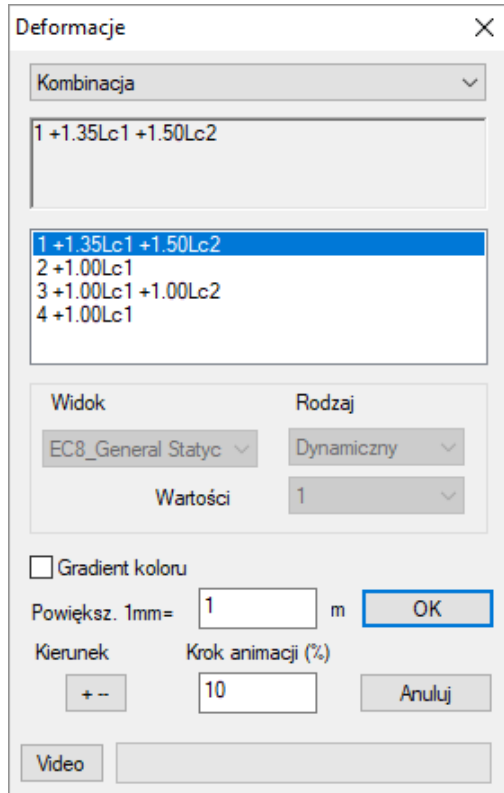 Deformacje
Kombinacja
1 +1.35Lc1 +1.50Lc2
1 +1.35Lc1 +1.50Lc2
2 +1.00Lc1
3 +1.00Lc1 +1.00Lc2
4 +1.00Lc1
Widok Rodzaj
EC8_General Statyc Dynamiczny
Wartości 1
Gradient koloru
Powiększ. 1mm= 1 m OK
Kierunek Krok animacji (%)
+ -- 10 Anuluj
Video